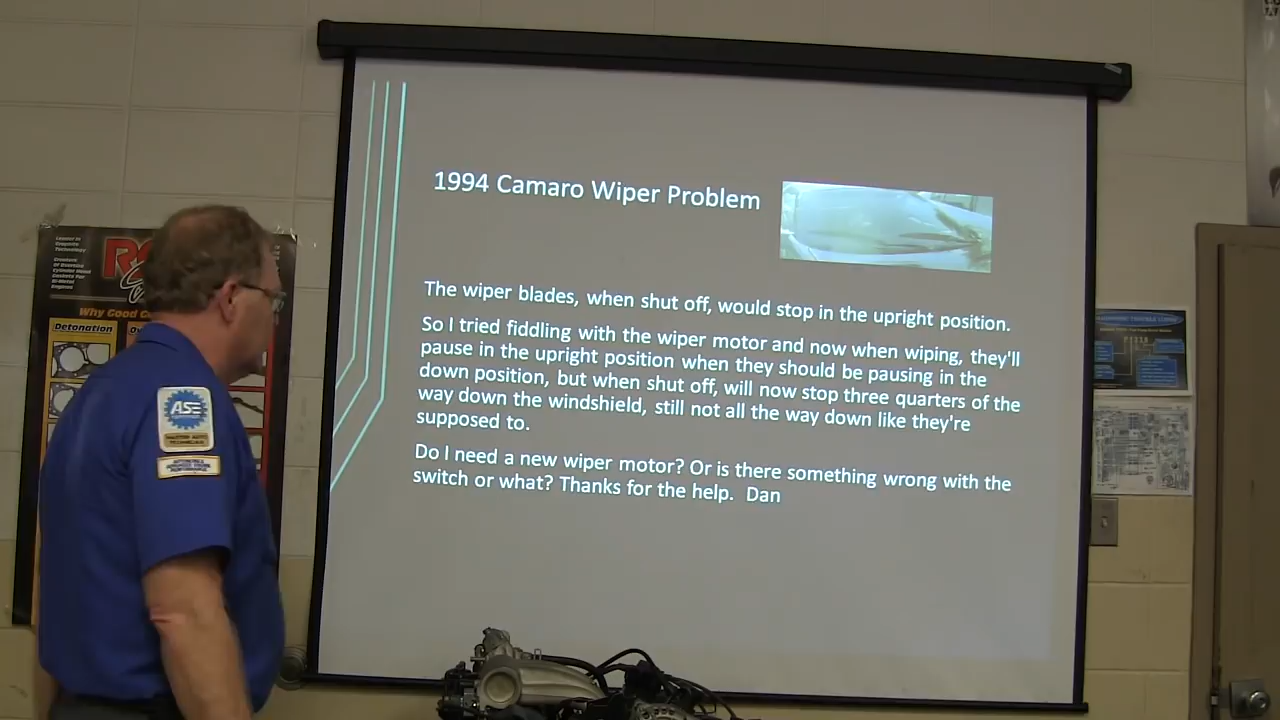 1994 Camaro Wiper Problem
The wiper blades, when shut off, would stop in the upright position.
So I tried fiddling with the wiper motor and now when wiping, they'll
pause in the upright position when they should be pausing in the
down position, but when shut off, will now stop three quarters of the
way down the windshield, still not all the way down like they're
supposed to.
Do I need a new wiper motor? Or is there something wrong with the
switch or what? Thanks for the help.  Dan
Why Good
Detonation
ASE